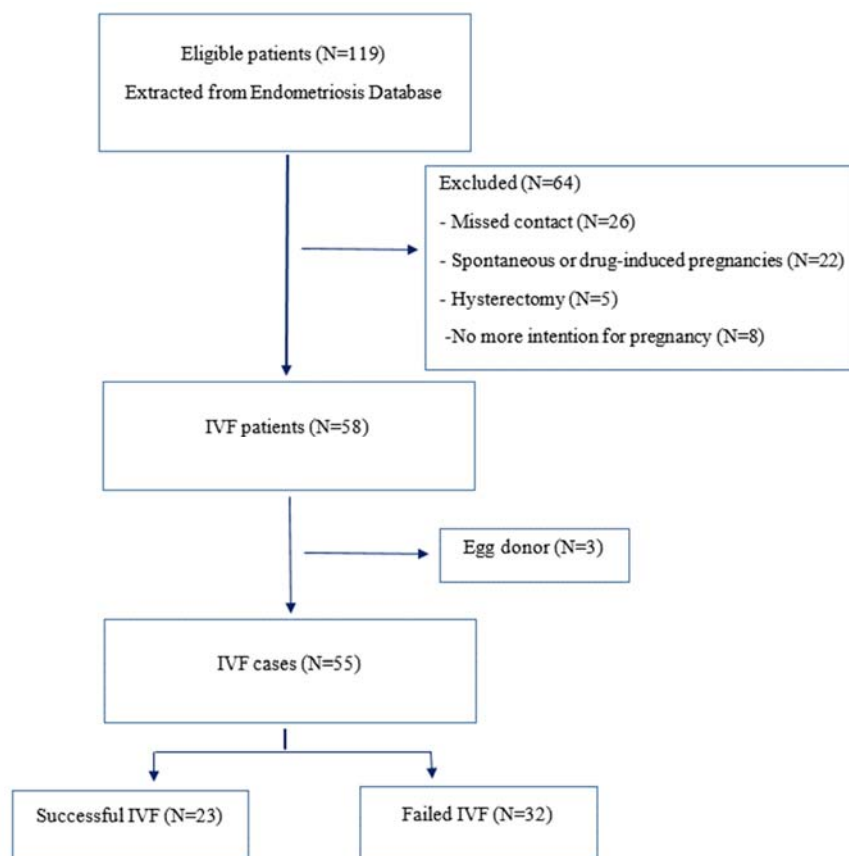 Eligible patients (N=119)
Extracted from Endometriosis Database
Excluded (N=64)
- Missed contact (N=26)
- Spontaneous or drug-induced pregnancies (N=22)
- Hysterectomy (N=5)
-No more intention for pregnancy (N=8)
IVF patients (N=58)
Egg donor (N=3)
IVF cases (N=55)
Successful IVF (N=23)
Failed IVF (N=32)